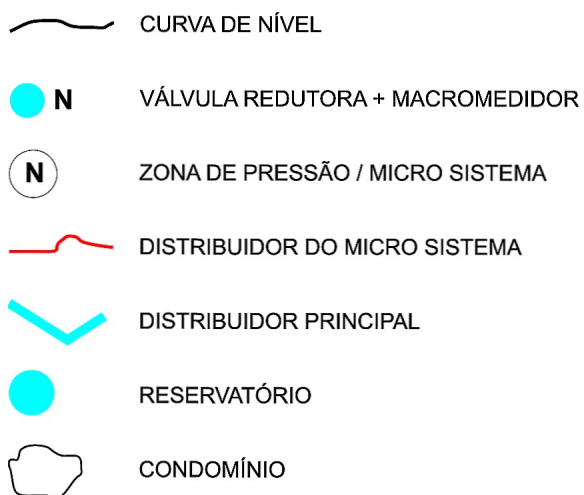 CURVA DE NÍVEL
N VÁLVULA REDUTORA + MACROMEDIDOR
N ZONA DE PRESSÃO / MICRO SISTEMA
DISTRIBUIDOR DO MICRO SISTEMA
DISTRIBUIDOR PRINCIPAL
RESERVATÓRIO
CONDOMÍNIO